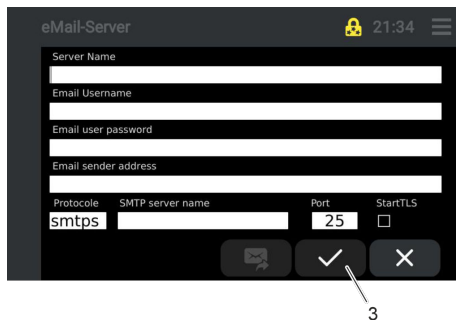 eMail-Server 21:34
Server Name
Email Username
Email user password
Email sender address
Protocole SMTP server name Port StartTLS
smtps 25
3